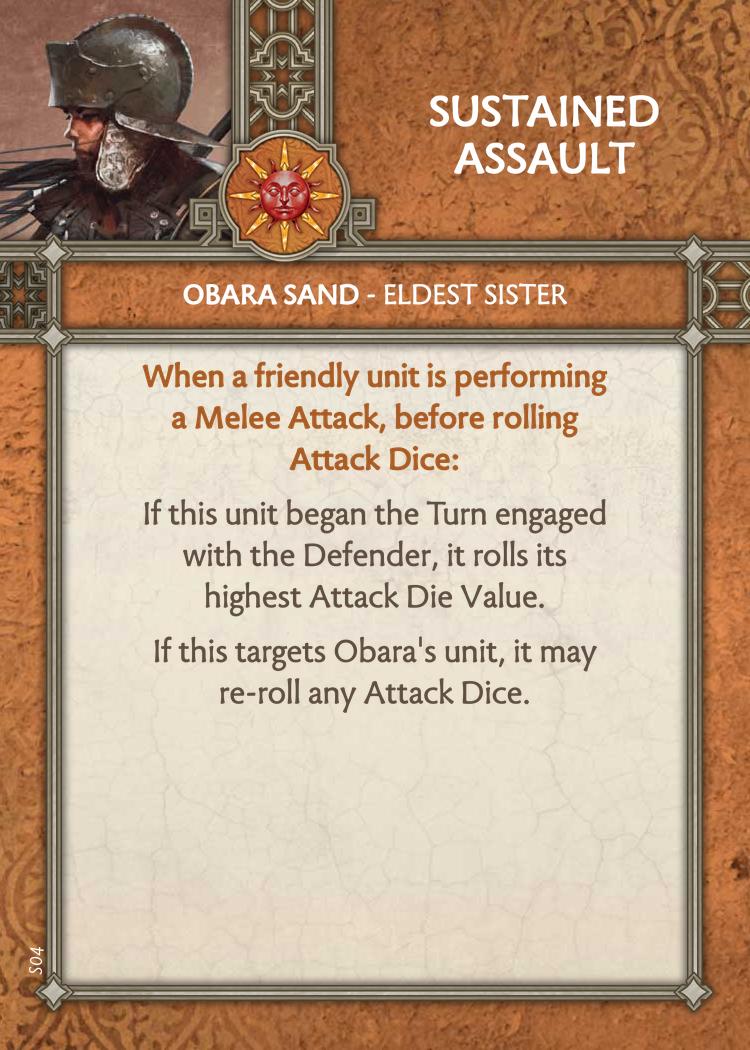 SUSTAINED
ASSAULT
OBARA SAND - ELDEST SISTER
When a friendly unit is performing
a Melee Attack, before rolling
Attack Dice:
If this unit began the Turn engaged
with the Defender, it rolls its
highest Attack Die Value.
If this targets Obara's unit, it may
re-roll any Attack Dice.
S04